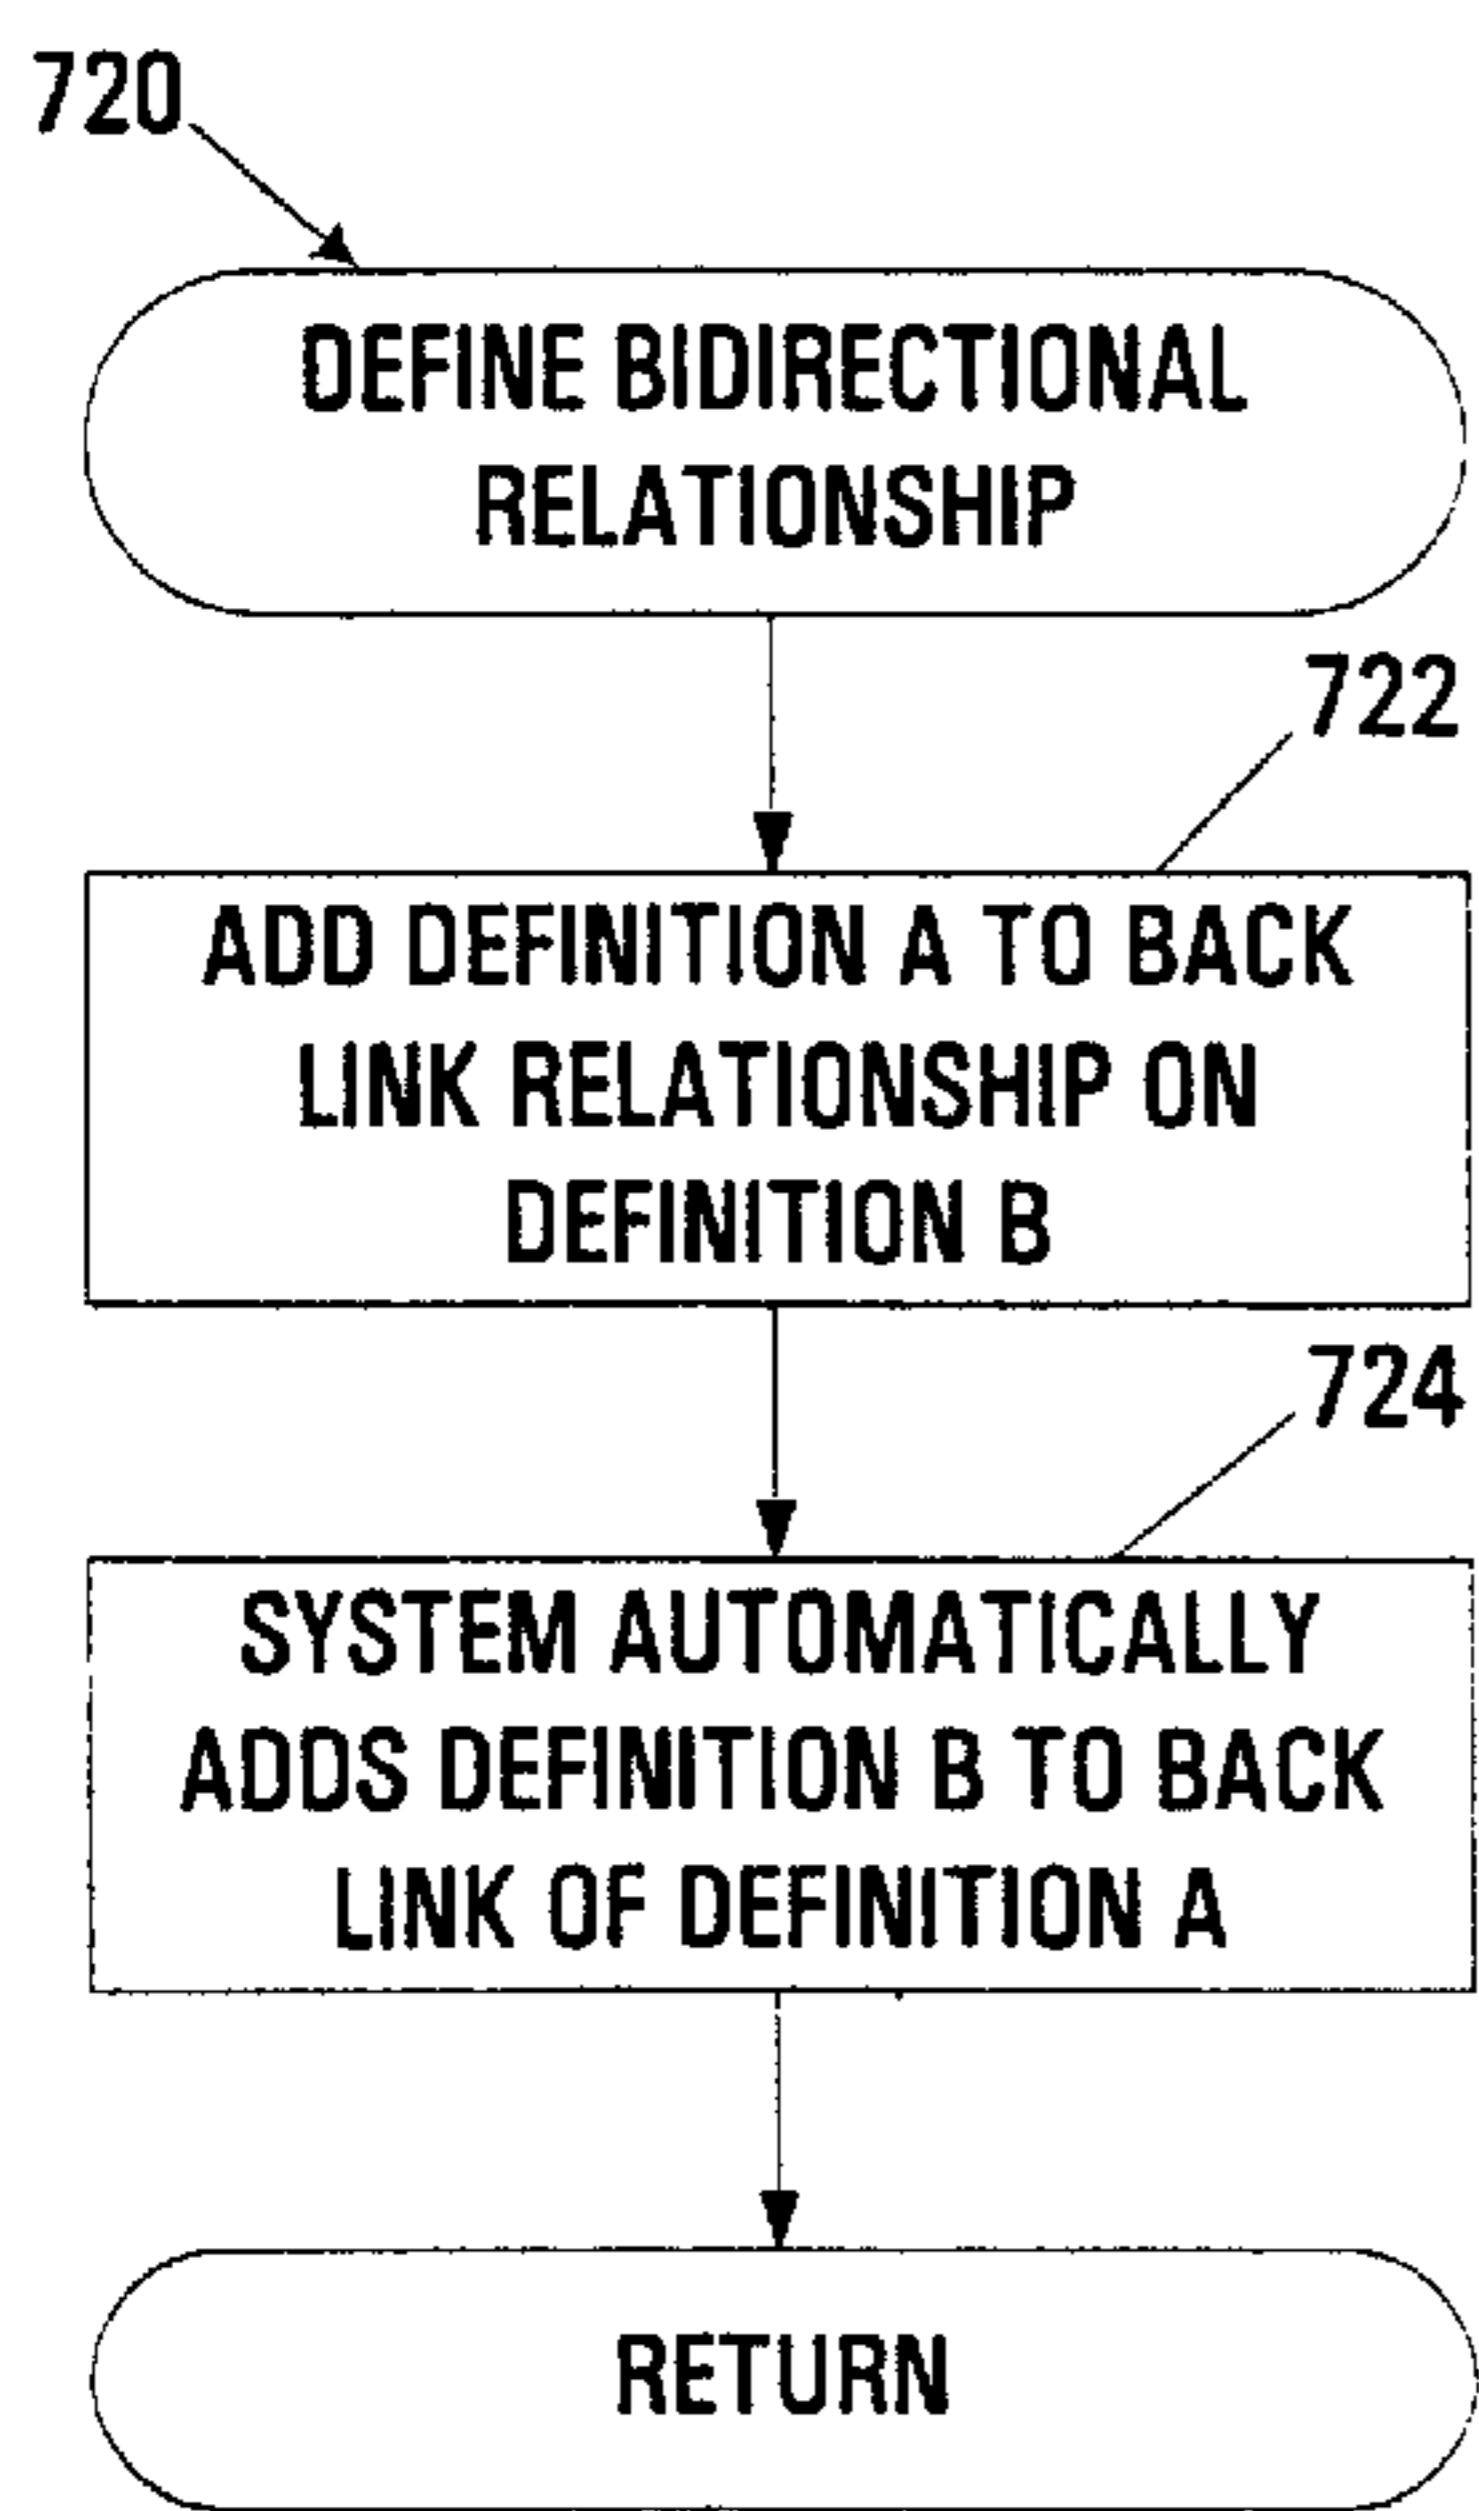 720
DEFINE BIDIRECTIONAL
RELATIONSHIP
722
ADD DEFINITION A TO BACK
LINK RELATIONSHIP ON
DEFINITION B
724
SYSTEM AUTOMATICALLY
ADDS DEFINITION B TO BACK
LINK OF DEFINITION A
RETURN